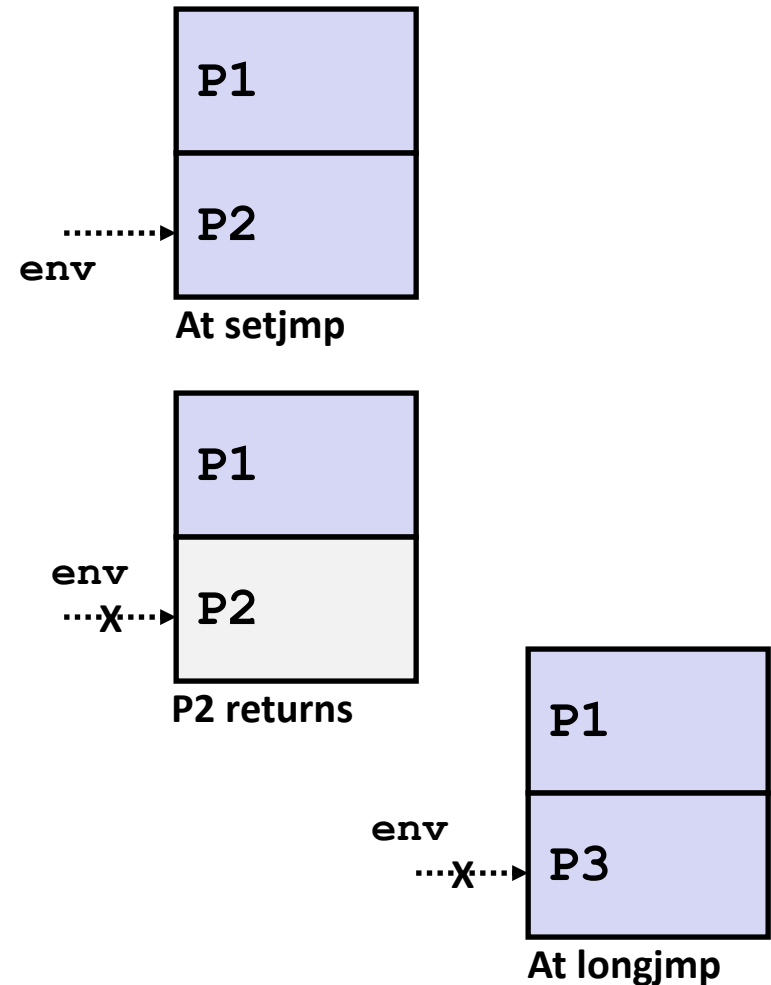 P1
P2
env
At setjmp
P1
env
X
P2
P2 returns
P1
env
X
P3
At longjmp